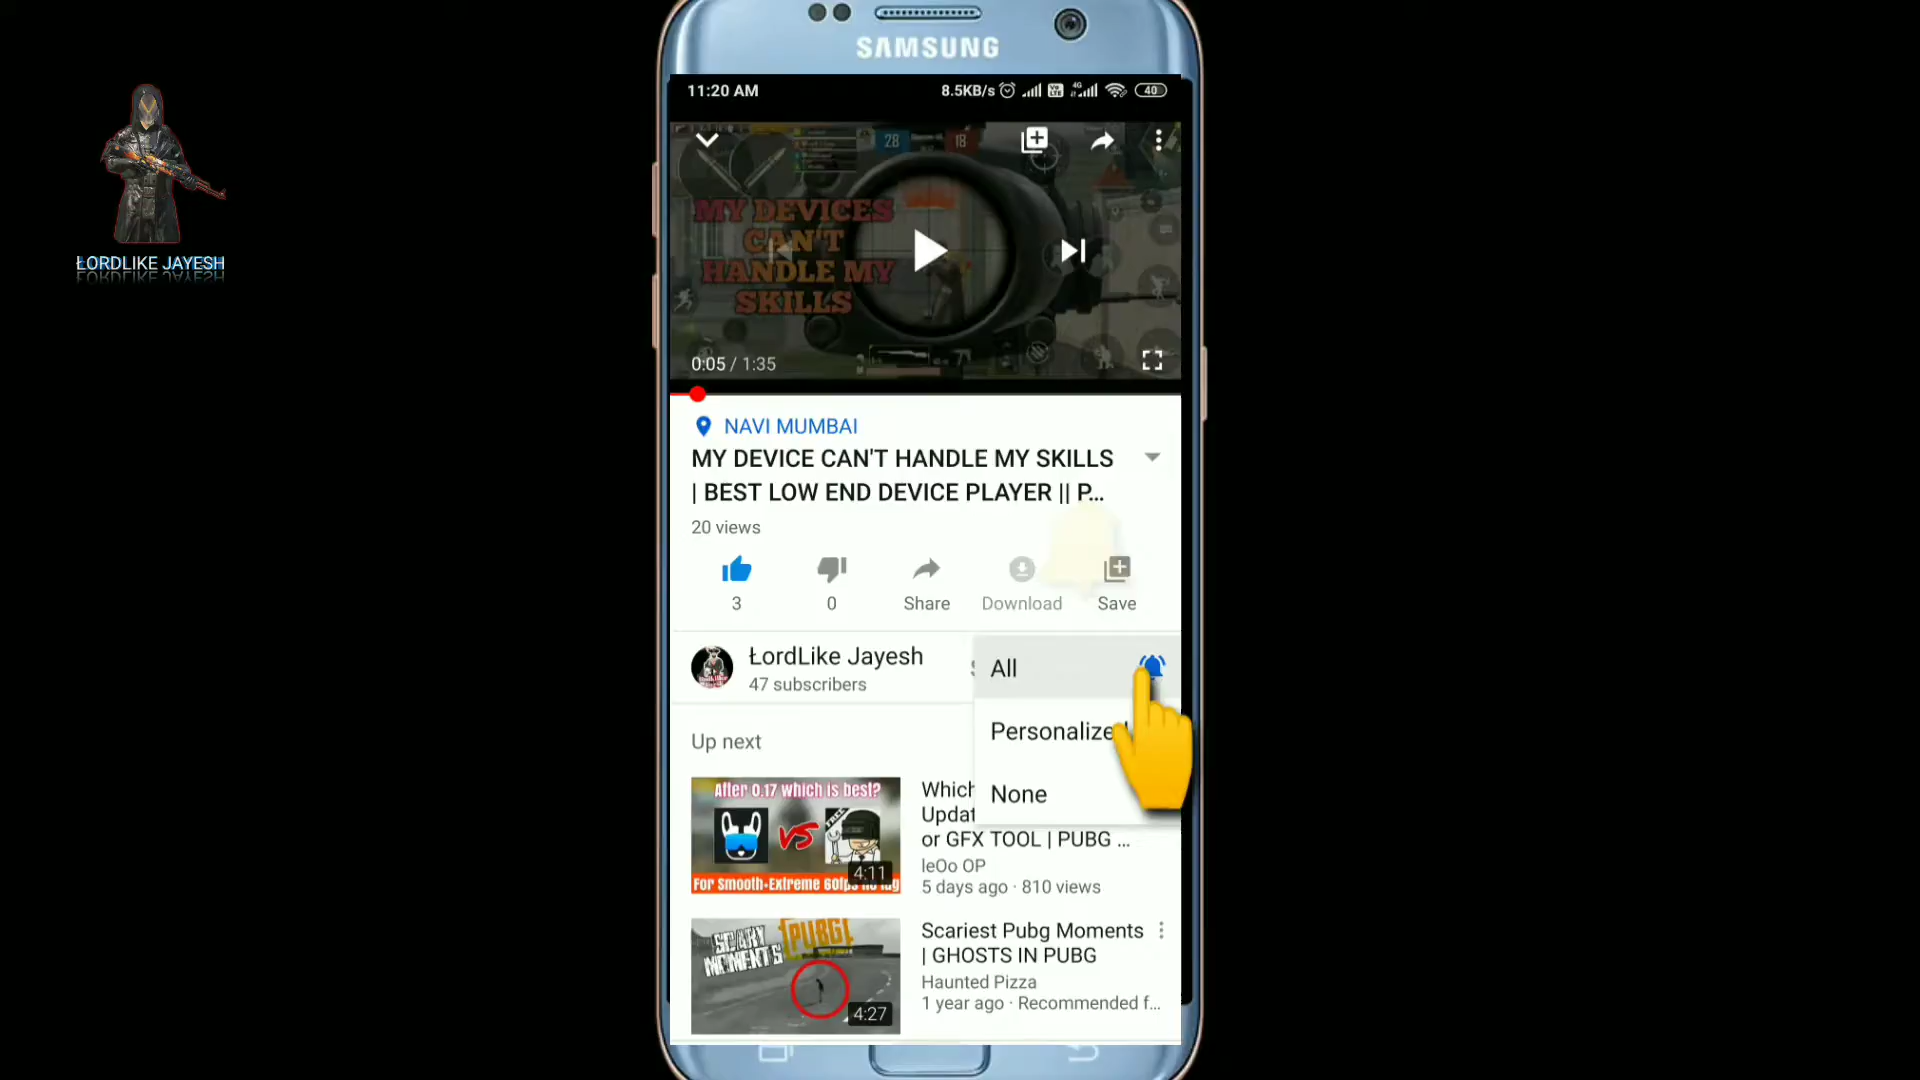 SAMSUNG
11:20 AM
8.5KB/s
4G
40
28
18
MY DEVICES
CAN'T
HANDLE MY
SKILLS
0:05 / 1:35
ŁORDLIKE JAYESH
NAVI MUMBAI
MY DEVICE CAN'T HANDLE MY SKILLS
| BEST LOW END DEVICE PLAYER || P...
20 views
3
0
Share
Download
Save
ŁordLike Jayesh
47 subscribers
All
Personalize
None
Up next
After 0.17 which is best?
VS
FREE
4:11
For Smooth+Extreme 60fps no lag
Which
Updat
or GFX TOOL | PUBG ...
leOo OP
5 days ago · 810 views
SCARY
MOMENTS
PUBG
4:27
Scariest Pubg Moments
| GHOSTS IN PUBG
Haunted Pizza
1 year ago · Recommended f...